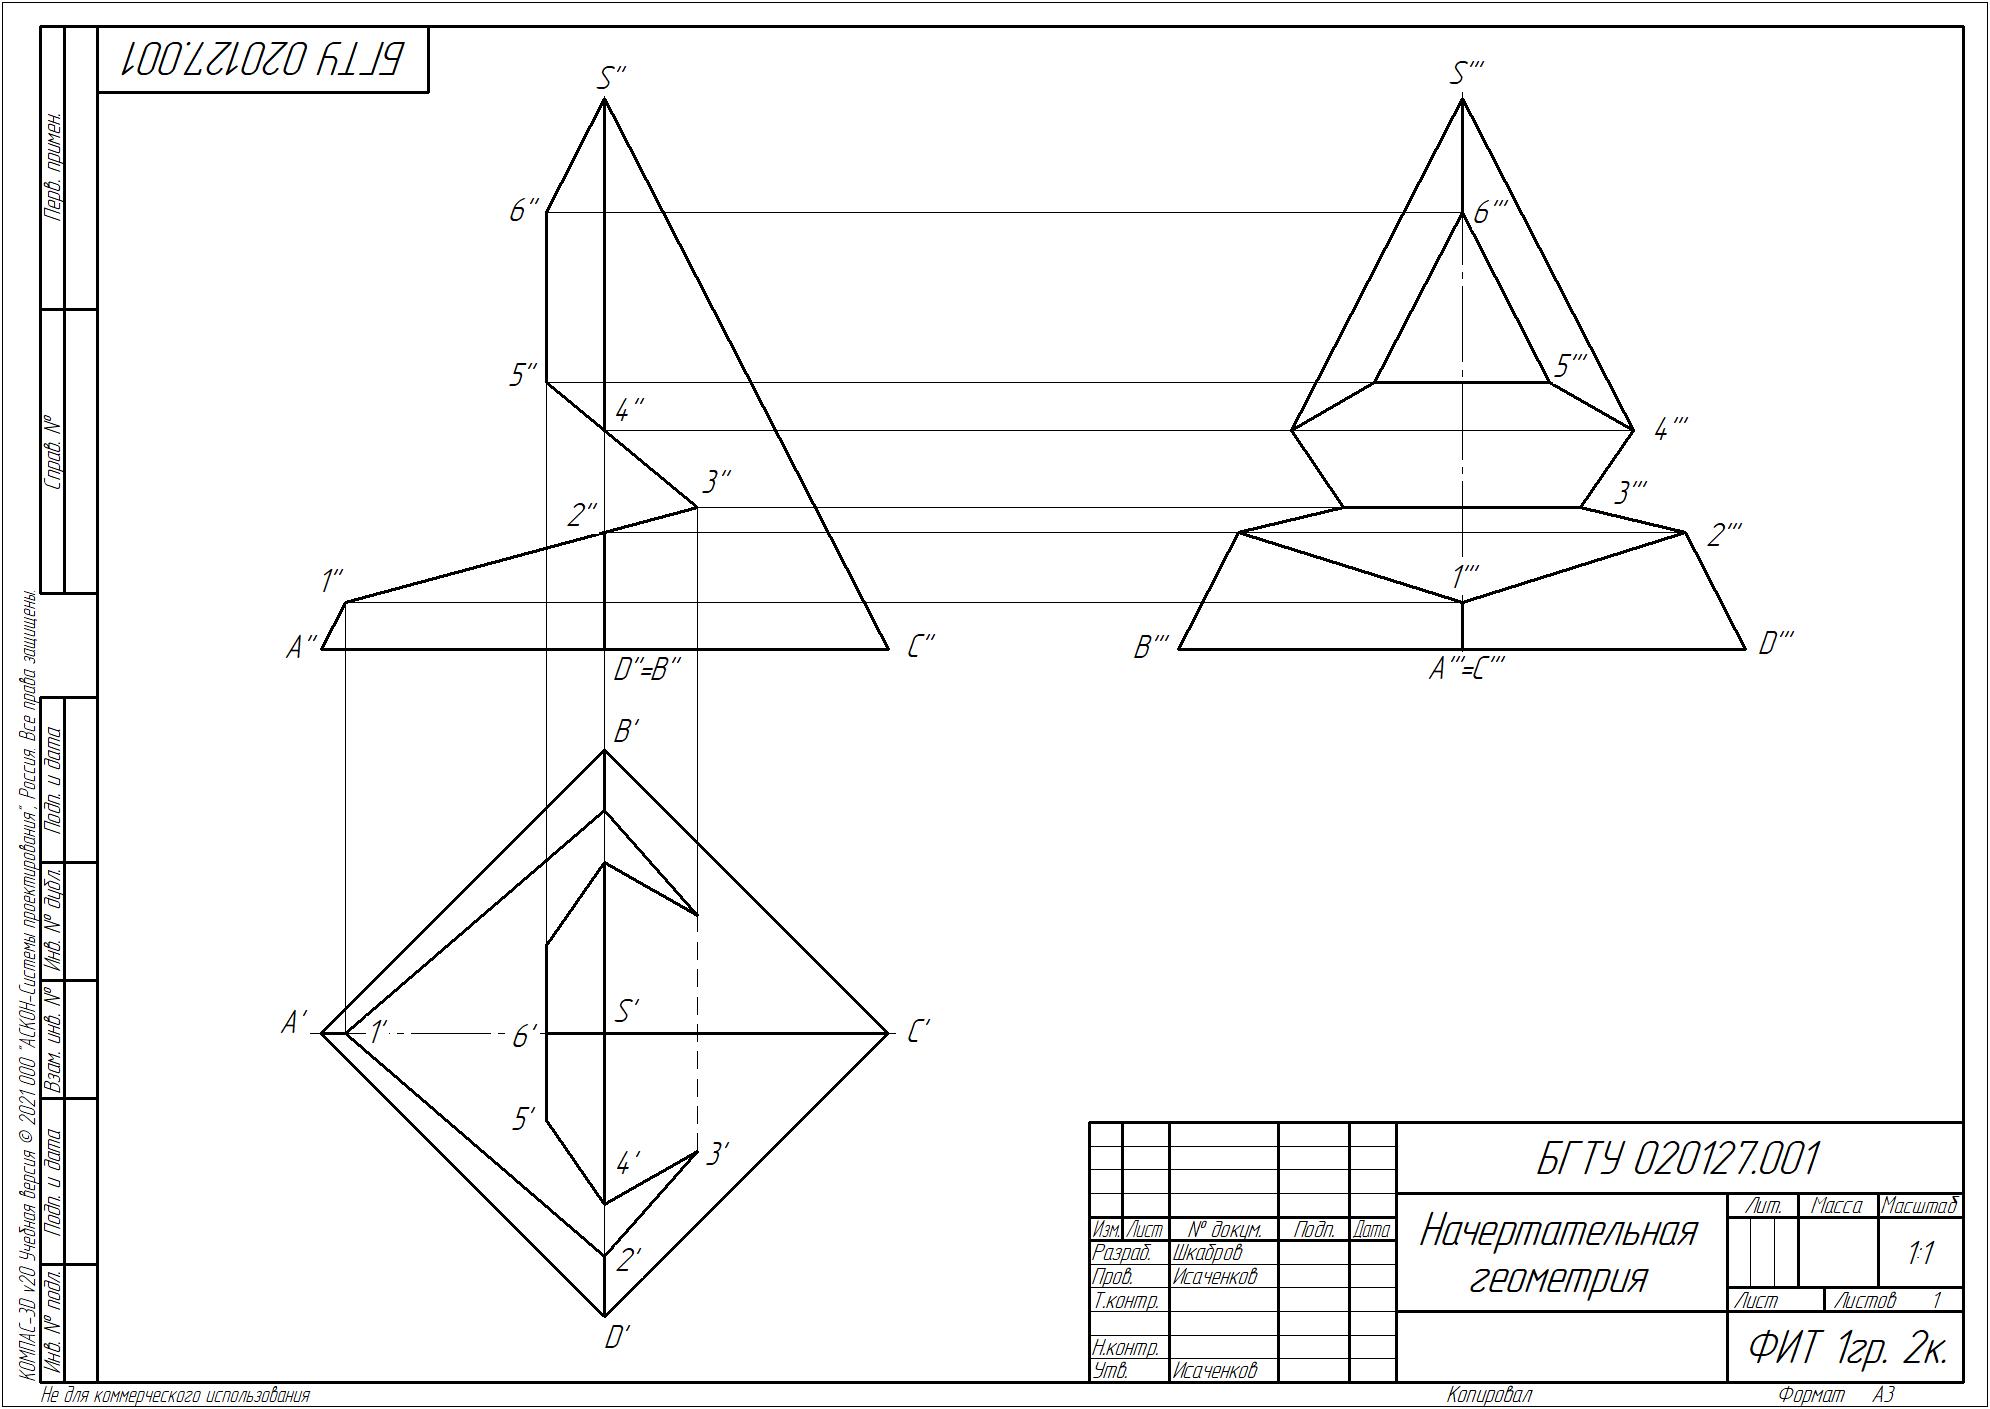 БГТУ 020127.001
S"
S'''
6"
6'''
5"
5'''
4"
4'''
3"
3'''
2"
2'''
1"
1'''
A"
C"
D"=B"
B'''
A'''=C'''
D'''
B'
A'
1'
6'
S'
C'
5'
4'
3'
2'
D'
Перв. примен.
Справ. №
Подп. и дата
Инв. № дубл.
Взам. инв. №
Подп. и дата
Инв. № подл.
КОМПАС-3D v20 Учебная версия © 2021 ООО "АСКОН-Системы проектирования", Россия. Все права защищены.
БГТУ 020127.001
Изм. Лист № докум. Подп. Дата
Разраб. Шкабров
Пров. Исаченков
Т.контр.
Н.контр.
Утв. Исаченков
Начертательная
геометрия
Лит. Масса Масштаб
1:1
Лист Листов 1
ФИТ 1гр. 2к.
Не для коммерческого использования
Копировал Формат A3